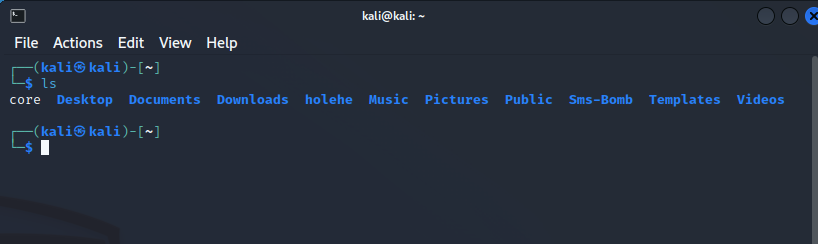 kali@kali: ~
File Actions Edit View Help
┌──(kali㉿kali)-[~]
└─$ ls
core Desktop Documents Downloads holehe Music Pictures Public Sms-Bomb Templates Videos
┌──(kali㉿kali)-[~]
└─$